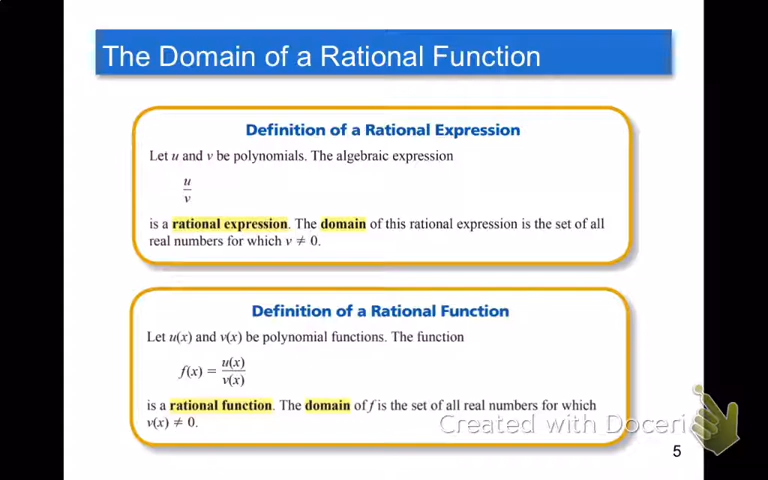 The Domain of a Rational Function
Definition of a Rational Expression
Let u and v be polynomials. The algebraic expression
u
v
is a rational expression. The domain of this rational expression is the set of all
real numbers for which v ≠ 0.
Definition of a Rational Function
Let u(x) and v(x) be polynomial functions. The function
f(x) = u(x)
v(x)
is a rational function. The domain of f is the set of all real numbers for which
v(x) ≠ 0.
Created with Doceri
5